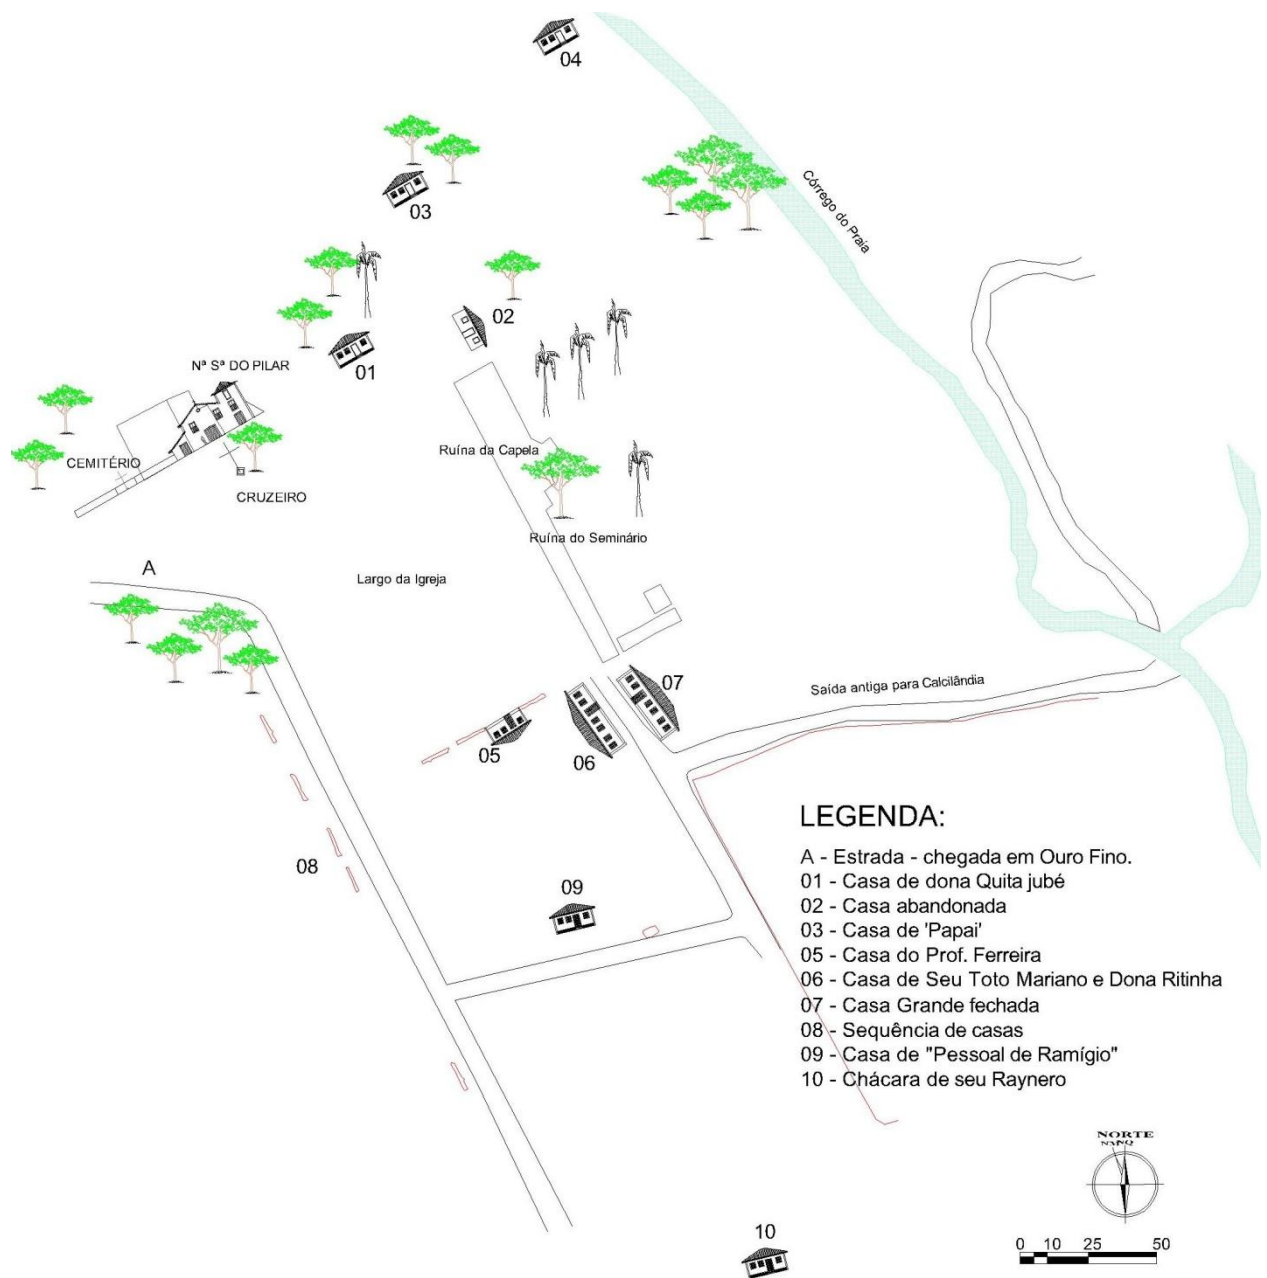 04
Córrego do Praia
03
02
01
Nª Sª DO PILAR
Ruína da Capela
CEMITÉRIO
CRUZEIRO
Ruína do Seminário
A
Largo da Igreja
07
Saída antiga para Calcilândia
05
06
08
09
LEGENDA:
A - Estrada - chegada em Ouro Fino.
01 - Casa de dona Quita jubé
02 - Casa abandonada
03 - Casa de 'Papai'
05 - Casa do Prof. Ferreira
06 - Casa de Seu Toto Mariano e Dona Ritinha
07 - Casa Grande fechada
08 - Sequência de casas
09 - Casa de "Pessoal de Ramígio"
10 - Chácara de seu Raynero
NORTE
10
0 10 25 50